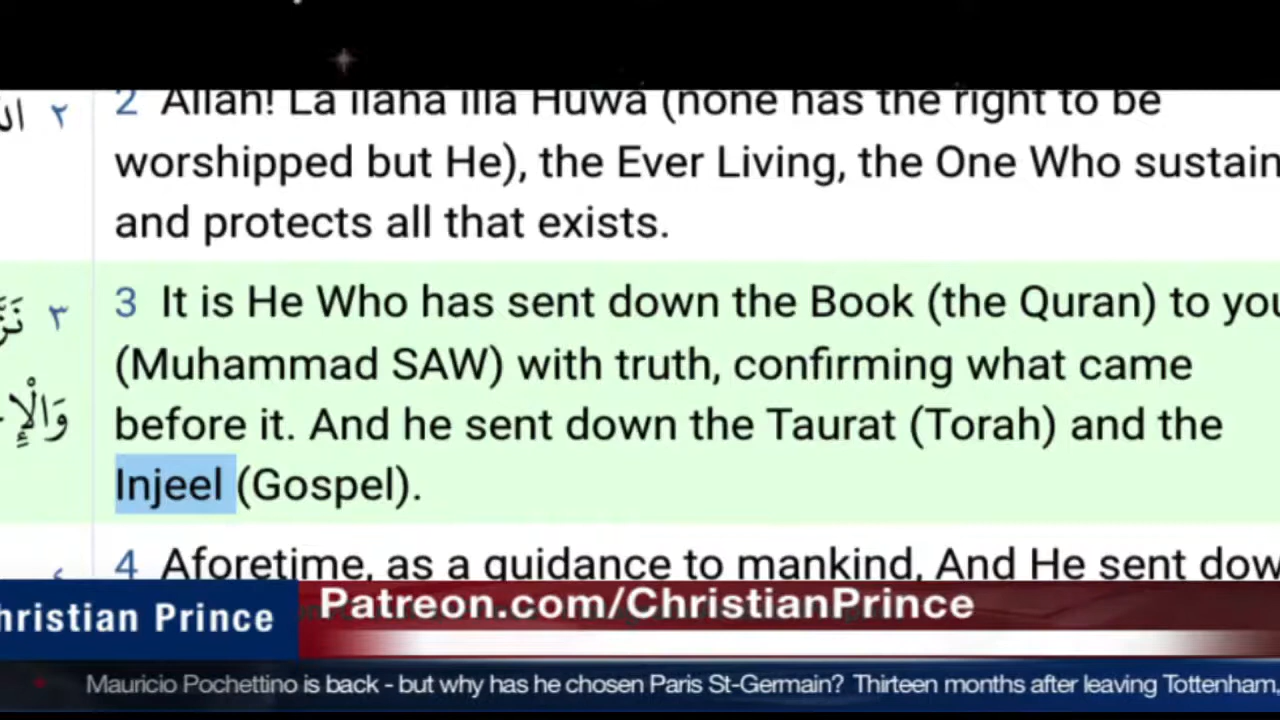 2 Allah! La ilaha illa Huwa (none has the right to be
worshipped but He), the Ever Living, the One Who sustain
and protects all that exists.
٢
3 It is He Who has sent down the Book (the Quran) to you
(Muhammad SAW) with truth, confirming what came
before it. And he sent down the Taurat (Torah) and the
Injeel (Gospel).
٣
4 Aforetime, as a guidance to mankind, And He sent dow
hristian Prince
Patreon.com/ChristianPrince
Mauricio Pochettino is back - but why has he chosen Paris St-Germain? Thirteen months after leaving Tottenham,